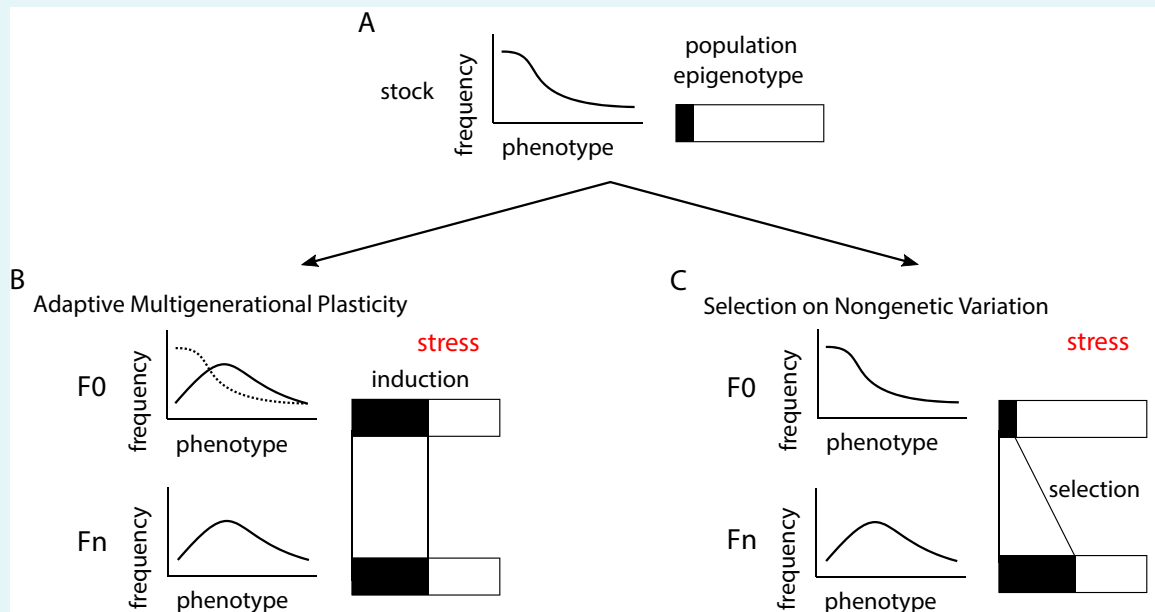 A
stock
frequency
phenotype
population
epigenotype
B
Adaptive Multigenerational Plasticity
F0
frequency
phenotype
stress
induction
Fn
frequency
phenotype
C
Selection on Nongenetic Variation
F0
frequency
phenotype
stress
selection
Fn
frequency
phenotype